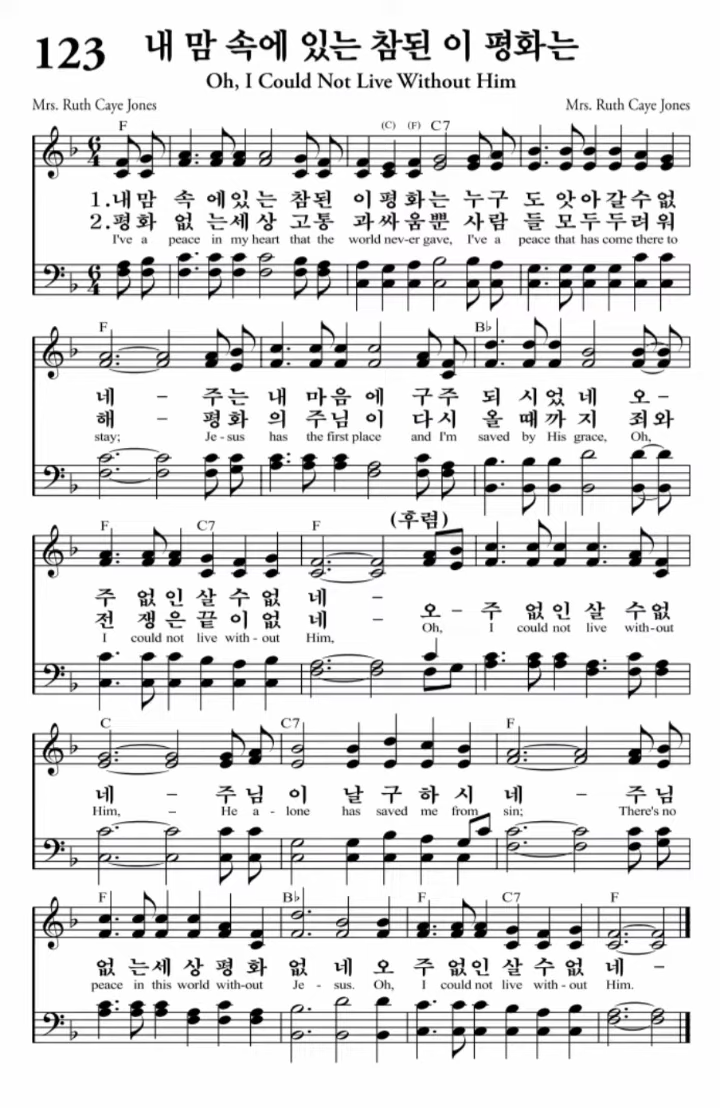 123 내 맘 속에 있는 참된 이 평화는
Oh, I Could Not Live Without Him
Mrs. Ruth Caye Jones Mrs. Ruth Caye Jones
F (C) (F) C7
6 4
1.내맘 속 에있 는 참된 이평화는 누구 도 앗아갈수없
2.평화 없 는세 상 고통 과싸움뿐 사람 들 모두두려워
I've a peace in my heart that the world nev-er gave, I've a peace that has come there to
6 4
F B♭
네 - 주는 내 마음 에 구주 되 시었 네 오-
해 - 평화 의 주님 이 다시 올 때까 지 죄와
stay; Je-sus has the first place and I'm saved by His grace, Oh,
F C7 F (후렴)
주 없인 살 수 없 네 - 오- 주 없인 살 수없
전 쟁은 끝 이 없 네 -
I could not live with-out Him, Oh, I could not live with-out
C C7 F
네 - 주님 이 날 구 하 시 네 - 주님
Him, - He a - lone has saved me from sin; There's no
F B♭ F C7 F
없 는세 상 평 화 없 네 오 주 없인 살 수 없 네 -
peace in this world with-out Je - sus. Oh, I could not live with - out Him.